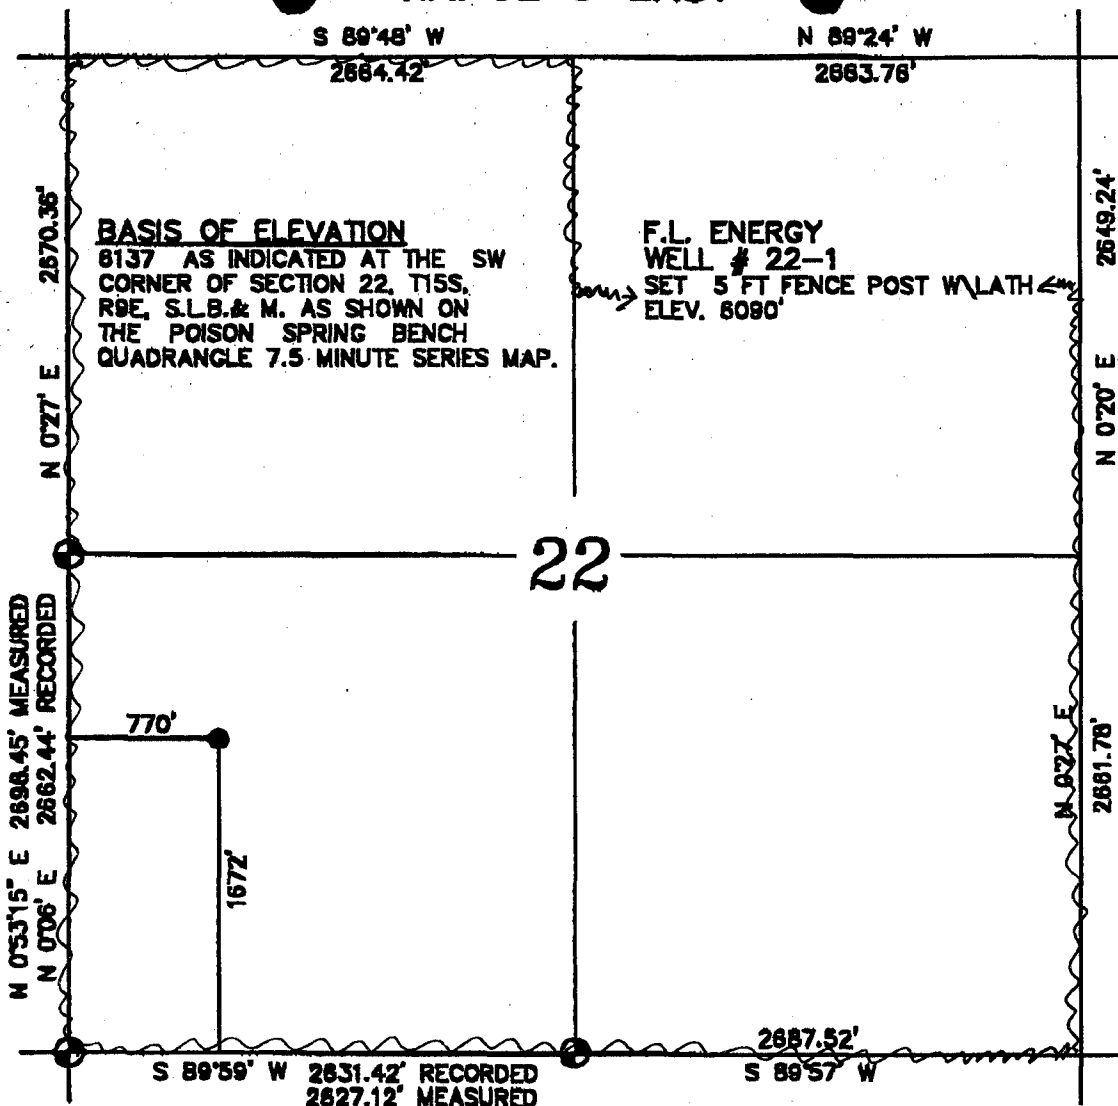 S 89°48' W
2664.42'
N 89°24' W
2663.76'
2670.36'
N 0°27' E
2649.24'
N 0°20' E
BASIS OF ELEVATION
6137 AS INDICATED AT THE SW
CORNER OF SECTION 22, T15S,
R9E, S.L.B.& M. AS SHOWN ON
THE POISON SPRING BENCH
QUADRANGLE 7.5 MINUTE SERIES MAP.
F.L. ENERGY
WELL # 22-1
SET 5 FT FENCE POST W\LATH
ELEV. 6090'
22
N 0°53'15" E 2698.45' MEASURED
N 0°06' E 2662.44' RECORDED
770'
1672'
N 0°27' E
2661.78'
S 89°59' W 2631.42' RECORDED
2627.12' MEASURED
2687.52'
S 89°57' W